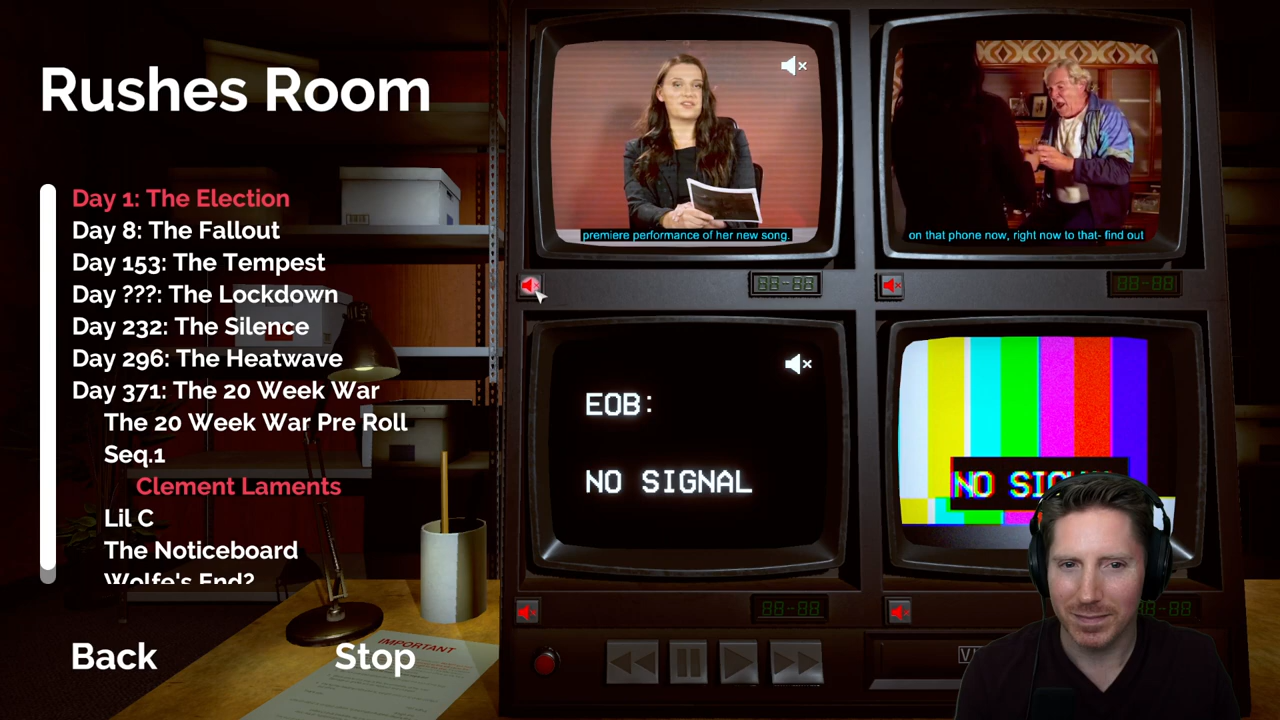 Rushes Room
Day 1: The Election
Day 8: The Fallout
Day 153: The Tempest
Day ???: The Lockdown
Day 232: The Silence
Day 296: The Heatwave
Day 371: The 20 Week War
The 20 Week War Pre Roll
Seq.1
Clement Laments
Lil C
The Noticeboard
Wolfe's End?
Back
Stop
IMPORTANT
premiere performance of her new song.
on that phone now, right now to that- find out
EOB:
NO SIGNAL